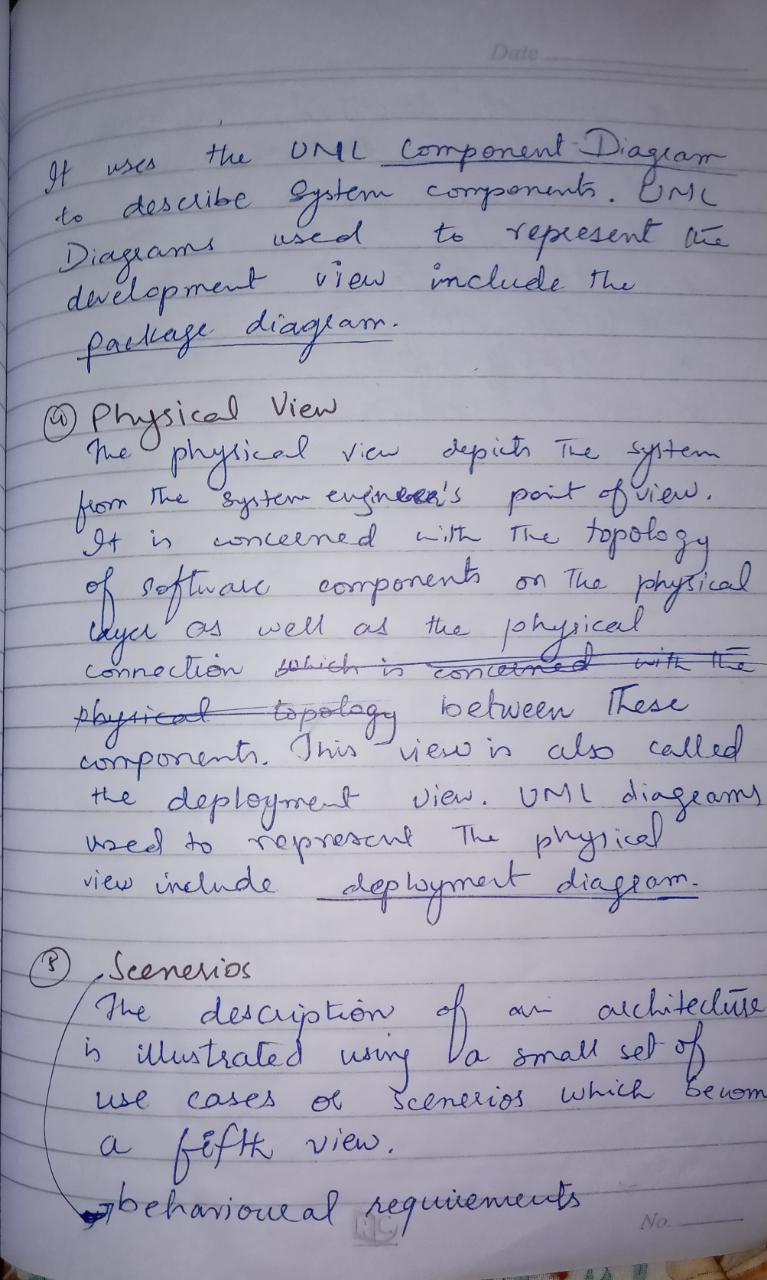 Date
It uses the UML Component Diagram
to describe System components. UML
Diagrams used to represent the
development view include the
package diagram.
(4) Physical View
The physical view depicts The system
from The system engineer's point of view.
It is concerned with The topology
of software components on The physical
layer as well as the physical
connection which is concerned with the
physical topology between These
components. This view is also called
the deployment view. UML diagrams
used to represent The physical
view include deployment diagram.
(5) Scenerios
The description of an architecture
is illustrated using a small set of
use cases or scenerios which becom
a fifth view.
behavioural requirements
No.